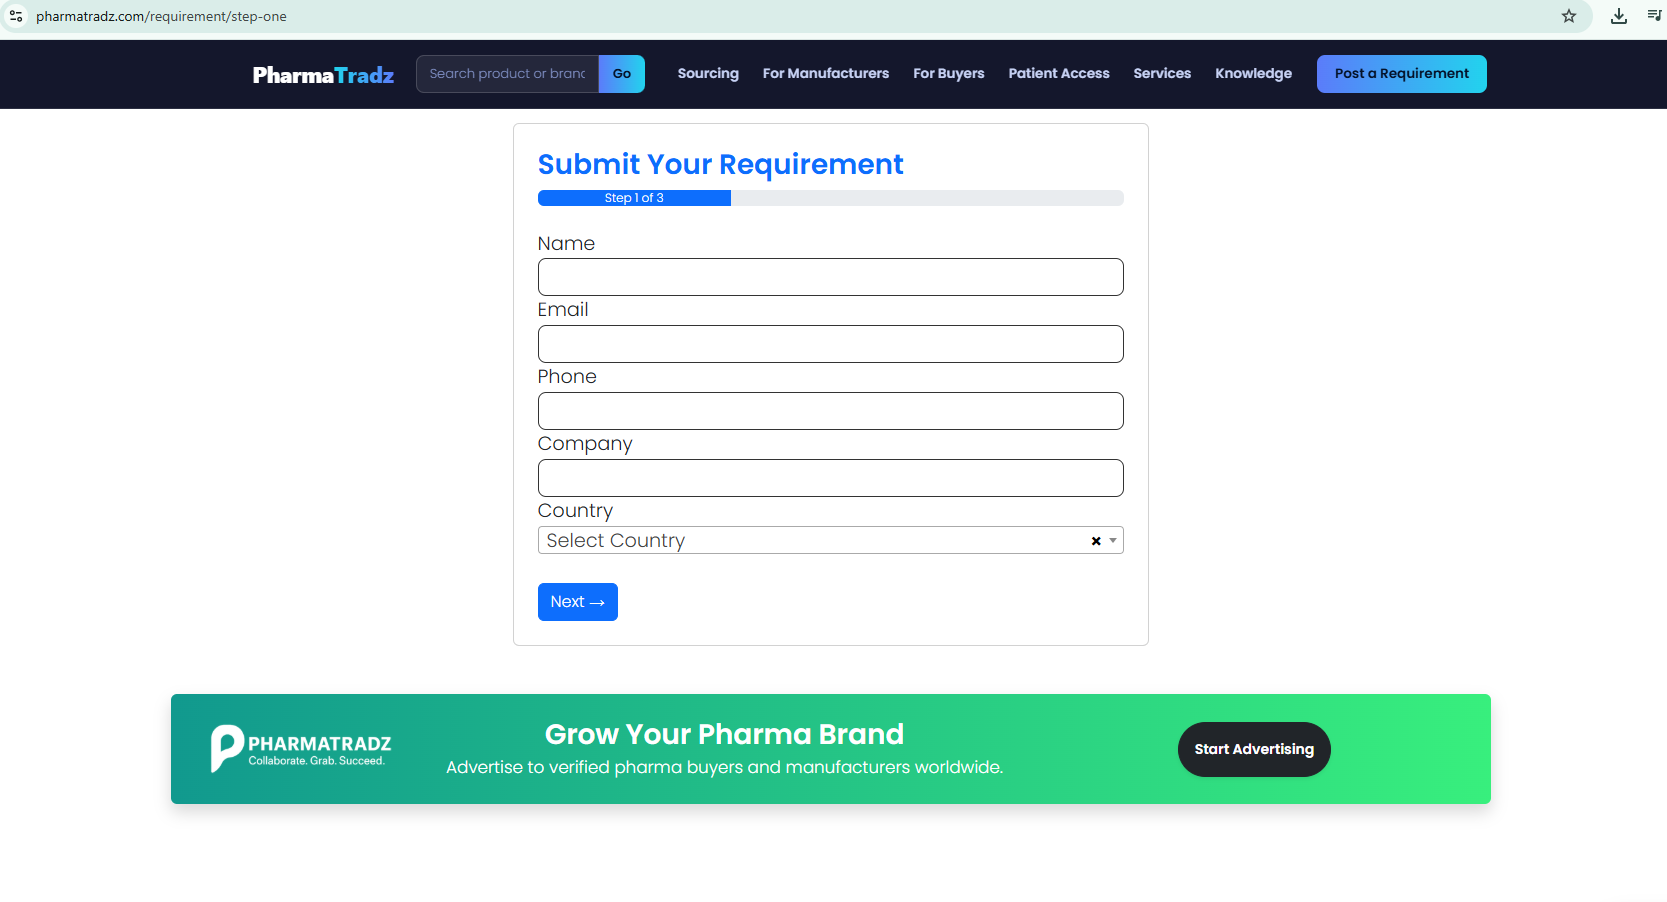 pharmatradz.com/requirement/step-one
PharmaTradz
Search product or branc
Go
Sourcing
For Manufacturers
For Buyers
Patient Access
Services
Knowledge
Post a Requirement
Submit Your Requirement
Step 1 of 3
Name
Email
Phone
Company
Country
Select Country
Next →
PHARMATRADZ
Collaborate. Grab. Succeed.
Grow Your Pharma Brand
Advertise to verified pharma buyers and manufacturers worldwide.
Start Advertising